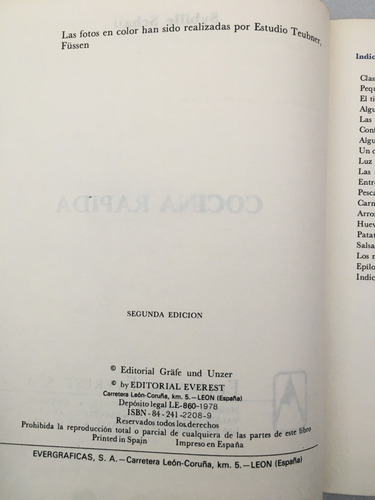 Las fotos en color han sido realizadas por Estudio Teubner,
Füssen
COCINA RAPIDA
SEGUNDA EDICION
© Editorial Gräfe und Unzer
© by EDITORIAL EVEREST
Carretera León-Coruña, km. 5.—LEON (España)
Depósito legal LE-860-1978
ISBN-84-241-2208-9
Reservados todos los derechos
Prohibida la reproducción total o parcial de cualquiera de las partes de este libro
Printed in Spain Impreso en España
EVERGRAFICAS, S. A.—Carretera León-Coruña, km. 5.—LEON (España)
Indic
Clas
Pequ
El ti
Algu
Las
Conf
Algu
Un c
Luz
Las
Entre
Pesca
Carn
Arroz
Huev
Patat
Salsa
Los n
Epilo
Indic